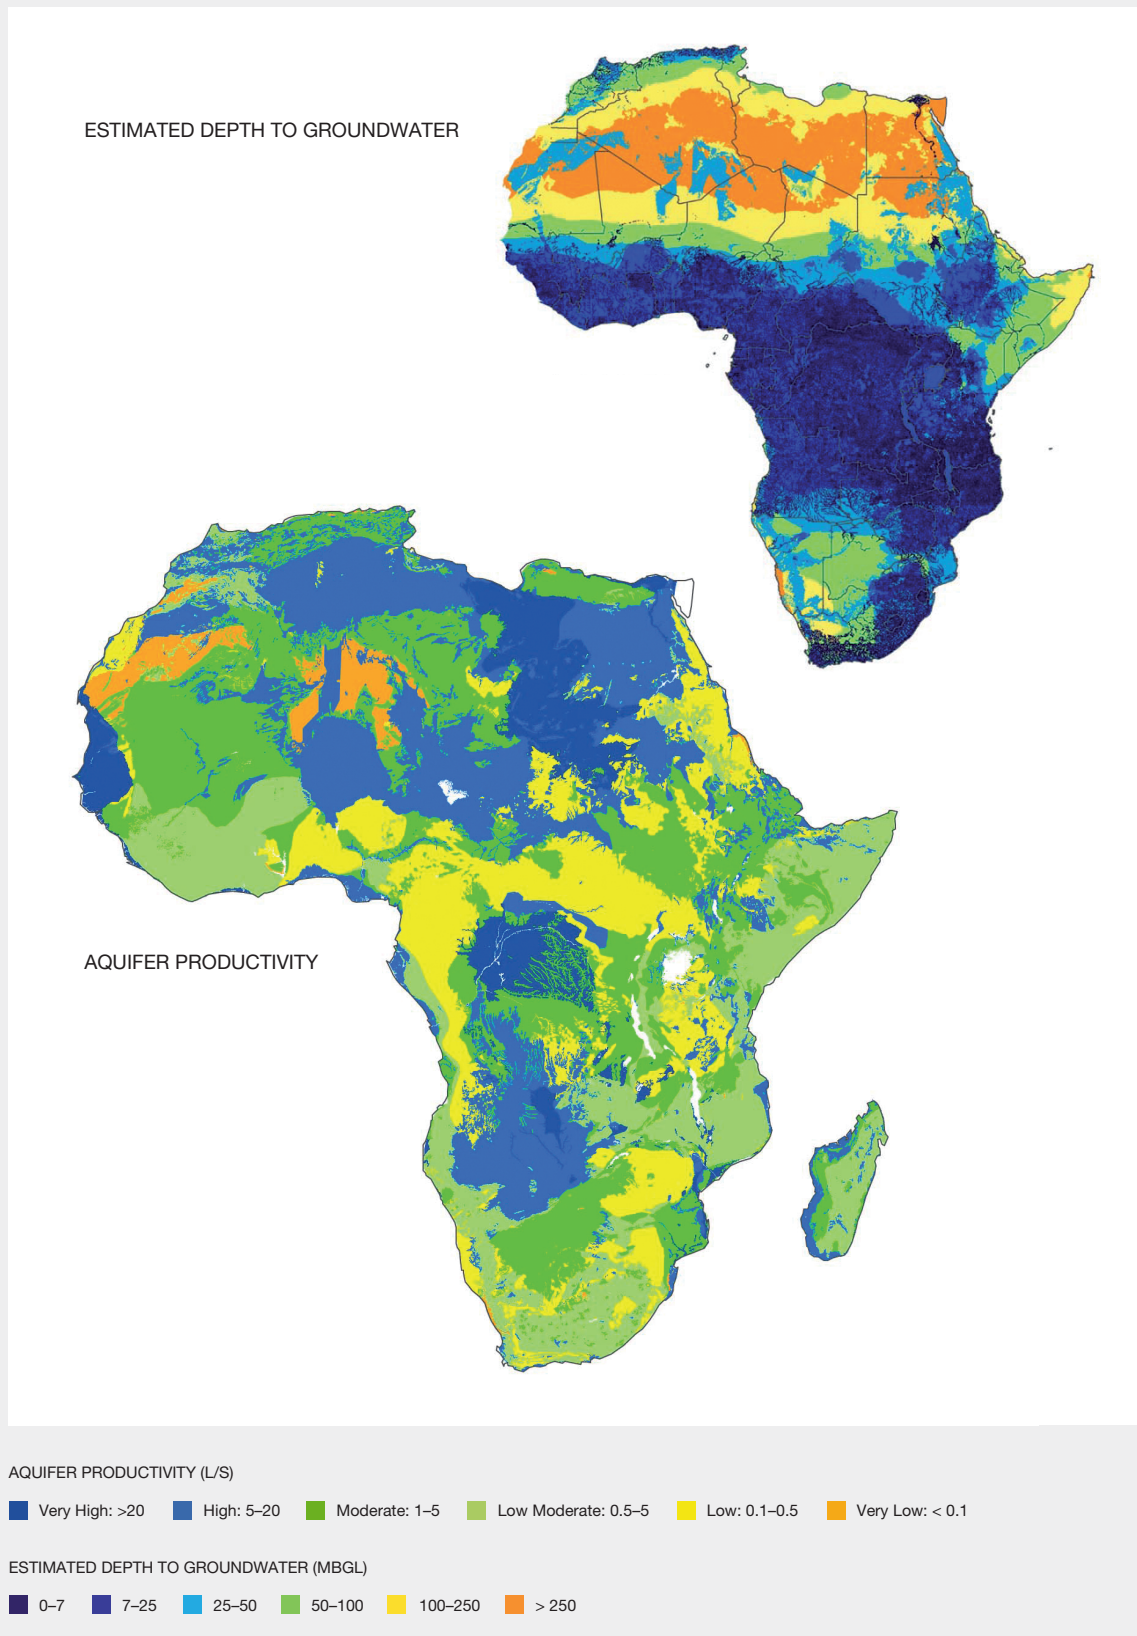 ESTIMATED DEPTH TO GROUNDWATER
AQUIFER PRODUCTIVITY
AQUIFER PRODUCTIVITY (L/S)
Very High: >20 High: 5–20 Moderate: 1–5 Low Moderate: 0.5–5 Low: 0.1–0.5 Very Low: < 0.1
ESTIMATED DEPTH TO GROUNDWATER (MBGL)
0–7 7–25 25–50 50–100 100–250 > 250